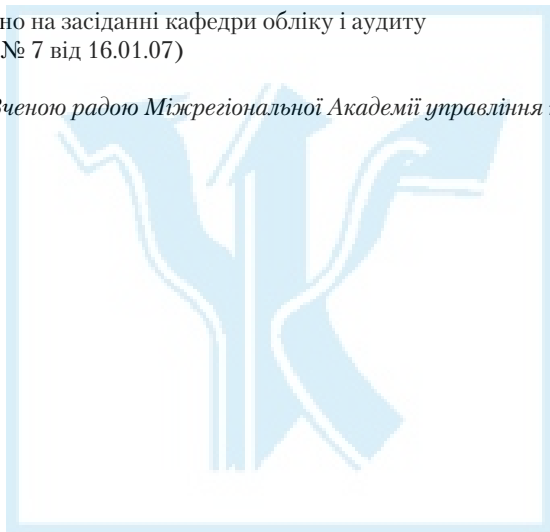 но на засіданні кафедри обліку і аудиту
№ 7 від 16.01.07)
Вченою радою Міжрегіональної Академії управління